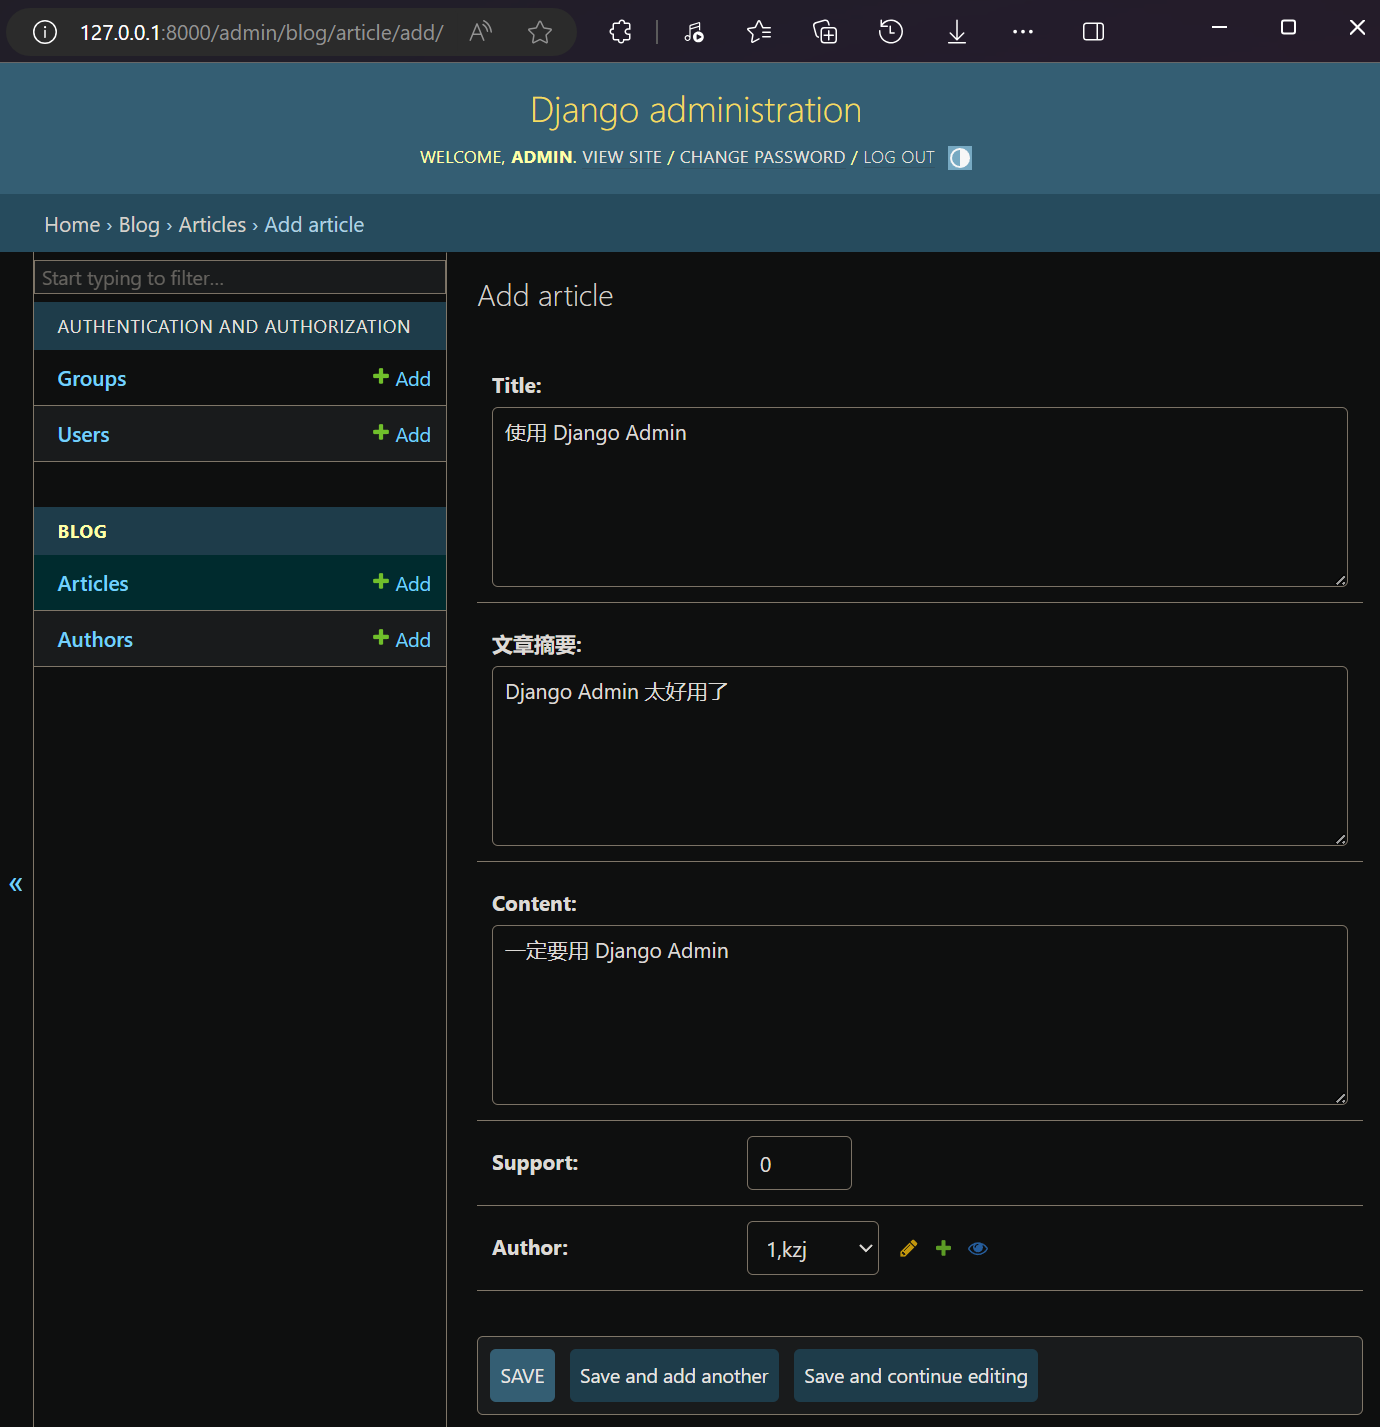 127.0.0.1:8000/admin/blog/article/add/
Django administration
WELCOME, ADMIN. VIEW SITE / CHANGE PASSWORD / LOG OUT
Home › Blog › Articles › Add article
Start typing to filter...
AUTHENTICATION AND AUTHORIZATION
Groups Add
Users Add
BLOG
Articles Add
Authors Add
«
Add article
Title:
使用 Django Admin
文章摘要:
Django Admin 太好用了
Content:
一定要用 Django Admin
Support: 0
Author: 1,kzj
SAVE Save and add another Save and continue editing